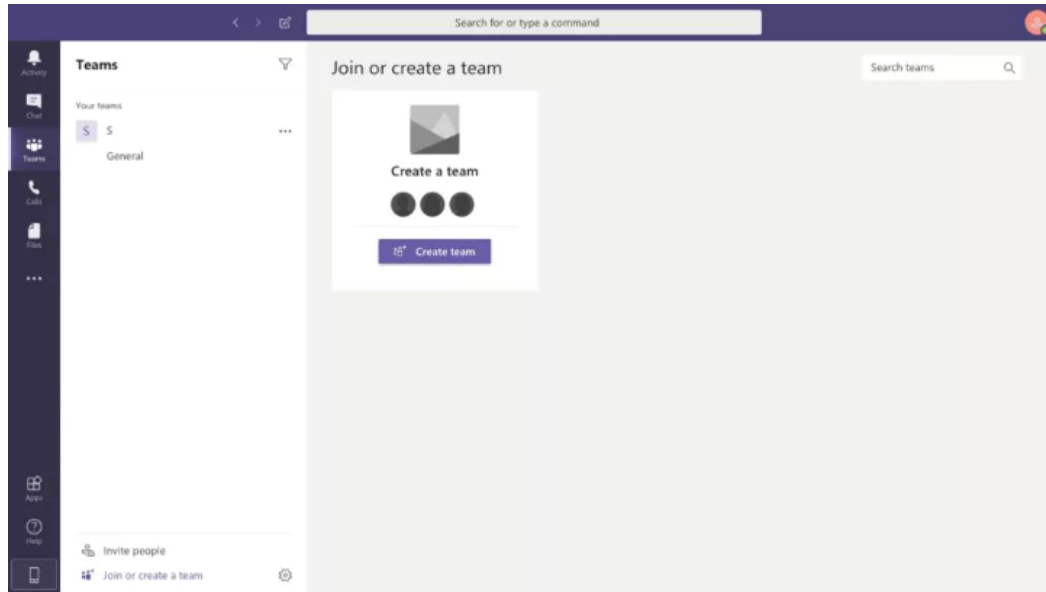 Search for or type a command
Activity
Chat
Teams
Calls
Files
Apps
Help
Teams
Your teams
S S
General
Invite people
Join or create a team
Join or create a team
Search teams
Create a team
Create team